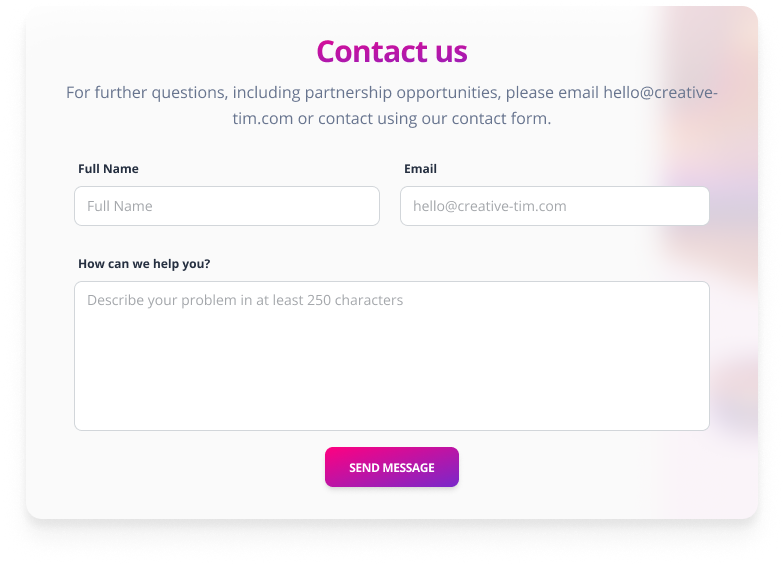 Contact us
For further questions, including partnership opportunities, please email hello@creative-
tim.com or contact using our contact form.
Full Name
Email
Full Name
hello@creative-tim.com
How can we help you?
Describe your problem in at least 250 characters
SEND MESSAGE